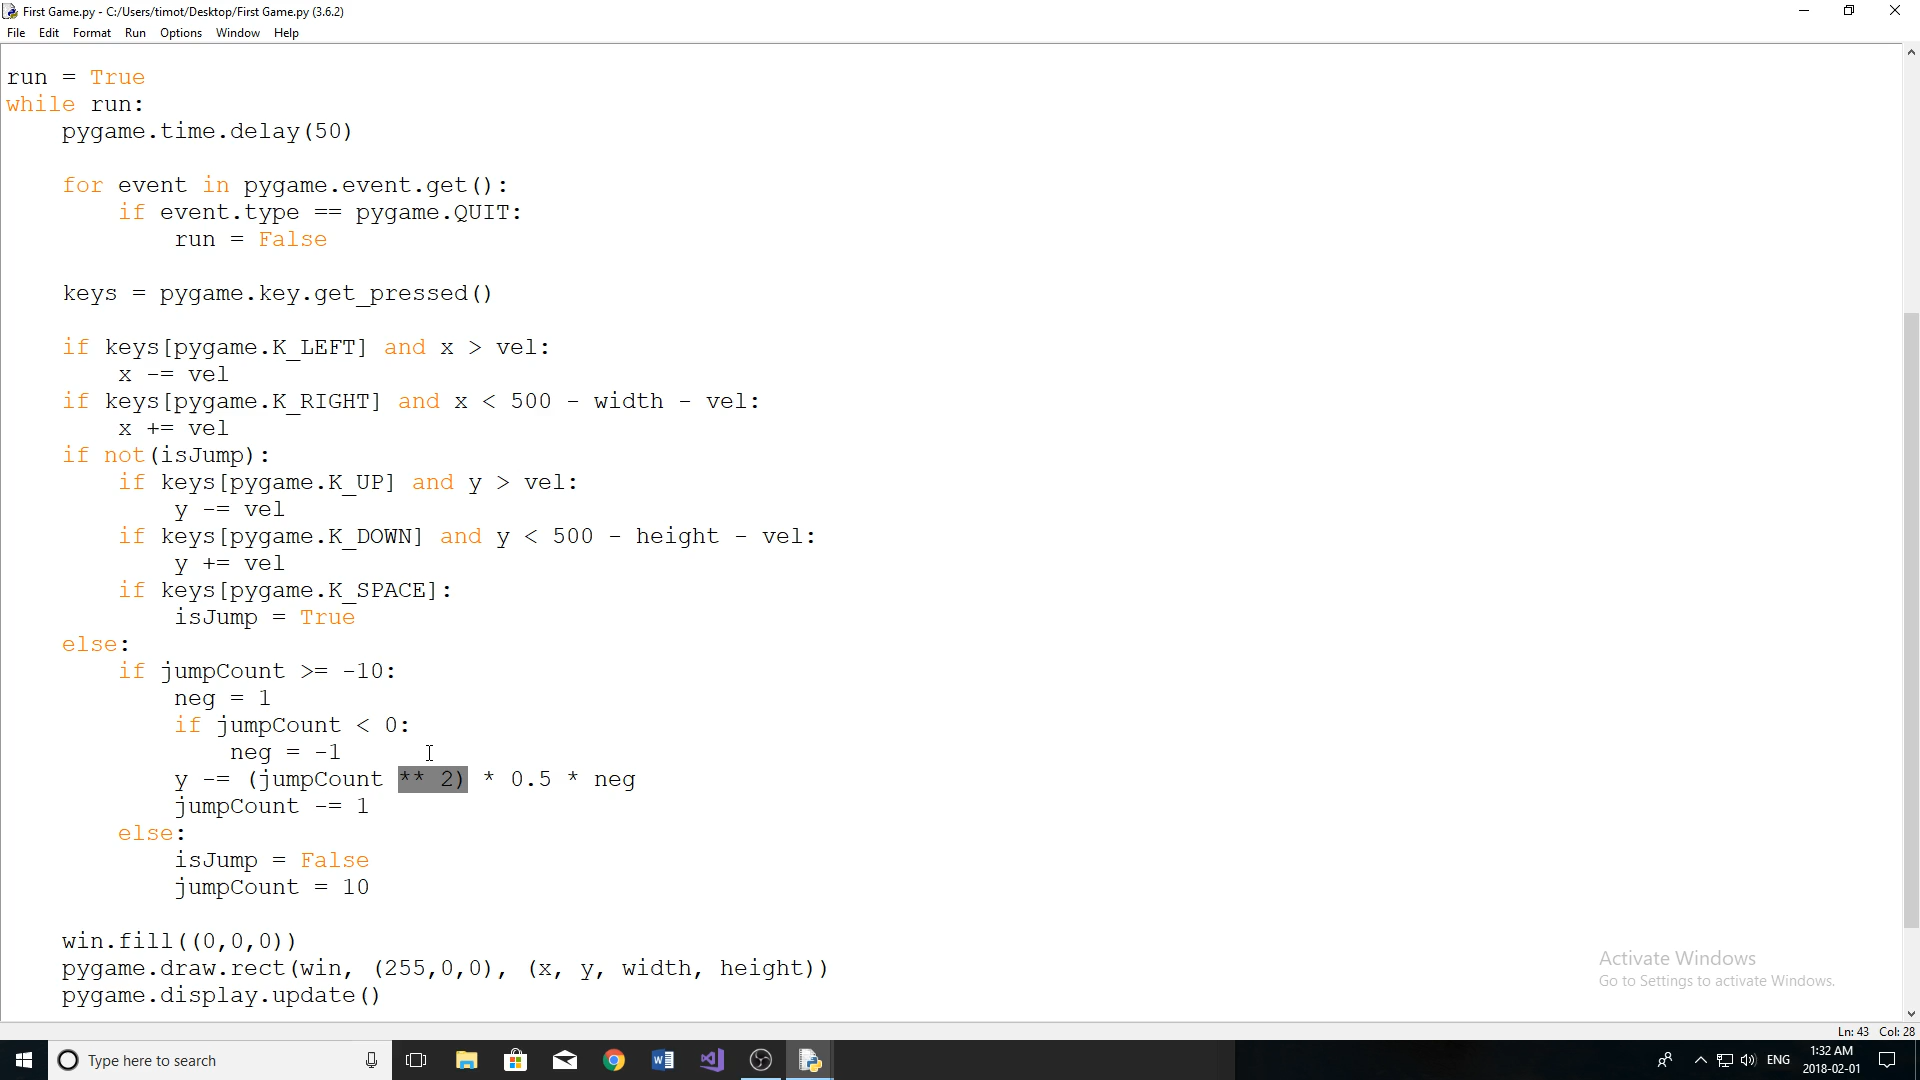 First Game.py - C:/Users/timot/Desktop/First Game.py (3.6.2)
File Edit Format Run Options Window Help
run = True
while run:
    pygame.time.delay(50)

    for event in pygame.event.get():
        if event.type == pygame.QUIT:
            run = False

    keys = pygame.key.get_pressed()

    if keys[pygame.K_LEFT] and x > vel:
        x -= vel
    if keys[pygame.K_RIGHT] and x < 500 - width - vel:
        x += vel
    if not(isJump):
        if keys[pygame.K_UP] and y > vel:
            y -= vel
        if keys[pygame.K_DOWN] and y < 500 - height - vel:
            y += vel
        if keys[pygame.K_SPACE]:
            isJump = True
    else:
        if jumpCount >= -10:
            neg = 1
            if jumpCount < 0:
                neg = -1
            y -= (jumpCount ** 2) * 0.5 * neg
            jumpCount -= 1
        else:
            isJump = False
            jumpCount = 10

    win.fill((0,0,0))
    pygame.draw.rect(win, (255,0,0), (x, y, width, height))
    pygame.display.update()
Activate Windows
Go to Settings to activate Windows.
Ln: 43 Col: 28
Type here to search
ENG
1:32 AM
2018-02-01